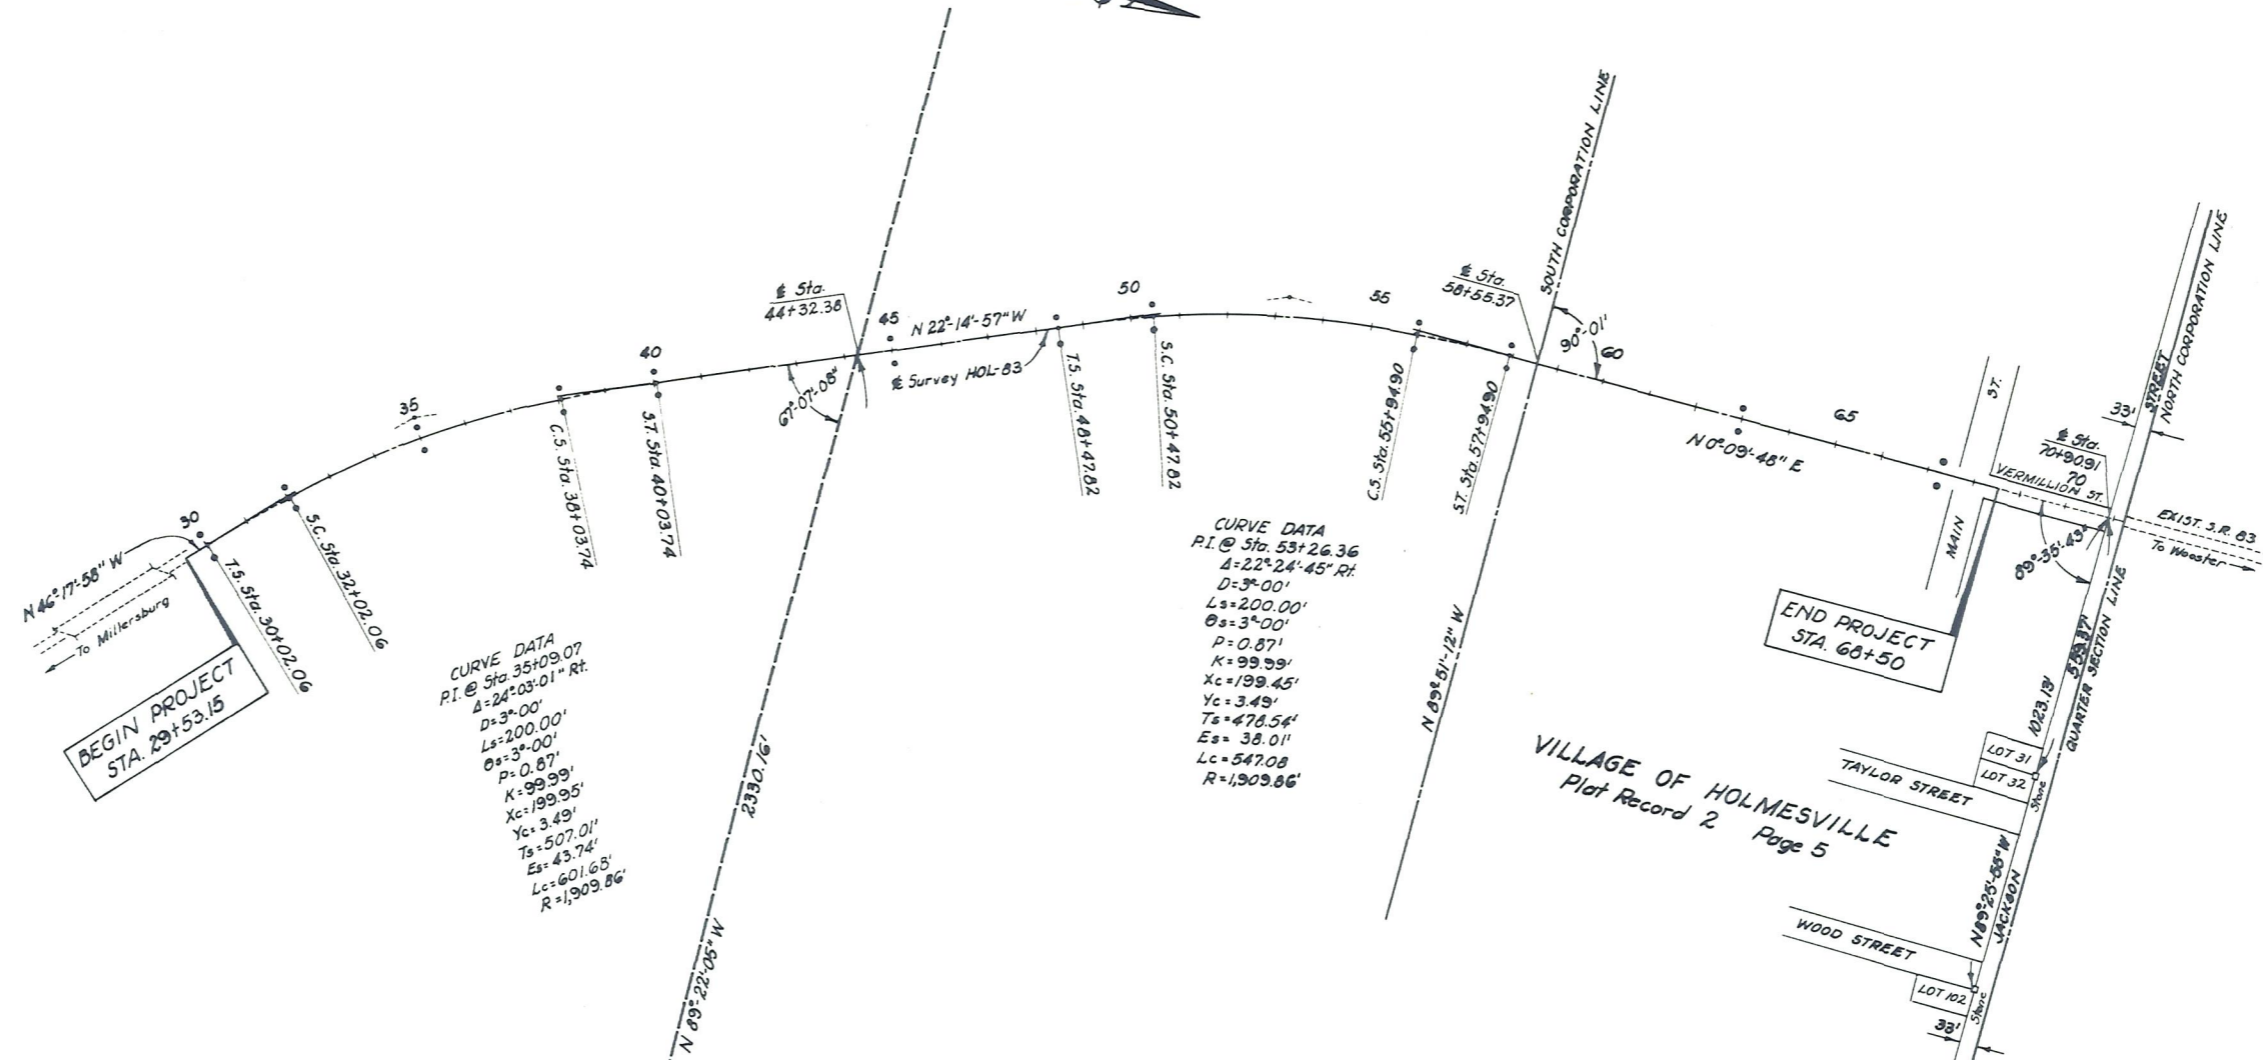 N 46°-17'-58" W
To Millersburg
BEGIN PROJECT
STA. 29+53.15
30
T.S. Sta. 30+02.06
S.C. Sta. 32+02.06
35
C.S. Sta. 38+03.74
40
S.T. Sta. 40+03.74
CURVE DATA
P.I. @ Sta. 35+09.07
Δ=24°-03'-01" Rt.
D=3°-00'
Ls=200.00'
θs=3°-00'
P=0.87'
K=99.99'
Xc=199.95'
Yc=3.49'
Ts=507.01'
Es=43.74'
Lc=601.68'
R=1,909.86'
℄ Sta.
44+32.38
67°-07'-08"
2330.16'
N 89°-22'-05" W
45
N 22°-14'-57" W
℄ Survey HOL-83
T.S. Sta. 48+47.82
50
S.C. Sta. 50+47.82
55
C.S. Sta. 55+94.90
S.T. Sta. 57+94.90
CURVE DATA
P.I. @ Sta. 53+26.36
Δ=22°-24'-45" Rt.
D=3°-00'
Ls=200.00'
θs=3°-00'
P=0.87'
K=99.99'
Xc=199.45'
Yc=3.49'
Ts=478.54'
Es= 38.01'
Lc=547.08
R=1,909.86'
℄ Sta.
58+55.37
SOUTH CORPORATION LINE
90°-01'
60
N 89°-51'-12" W
65
N 0°-09'-48" E
MAIN
ST.
VERMILLION ST.
END PROJECT
STA. 68+50
℄ Sta.
70+90.91
70
33'
STREET
NORTH CORPORATION LINE
EXIST. S.R. 83
To Wooster
89°-35'-43"
QUARTER SECTION LINE
1023.13'
LOT 31
LOT 32
Stone
TAYLOR STREET
VILLAGE OF HOLMESVILLE
Plat Record 2 Page 5
N89°-25'-55" W
JACKSON
WOOD STREET
LOT 102
Stone
33'